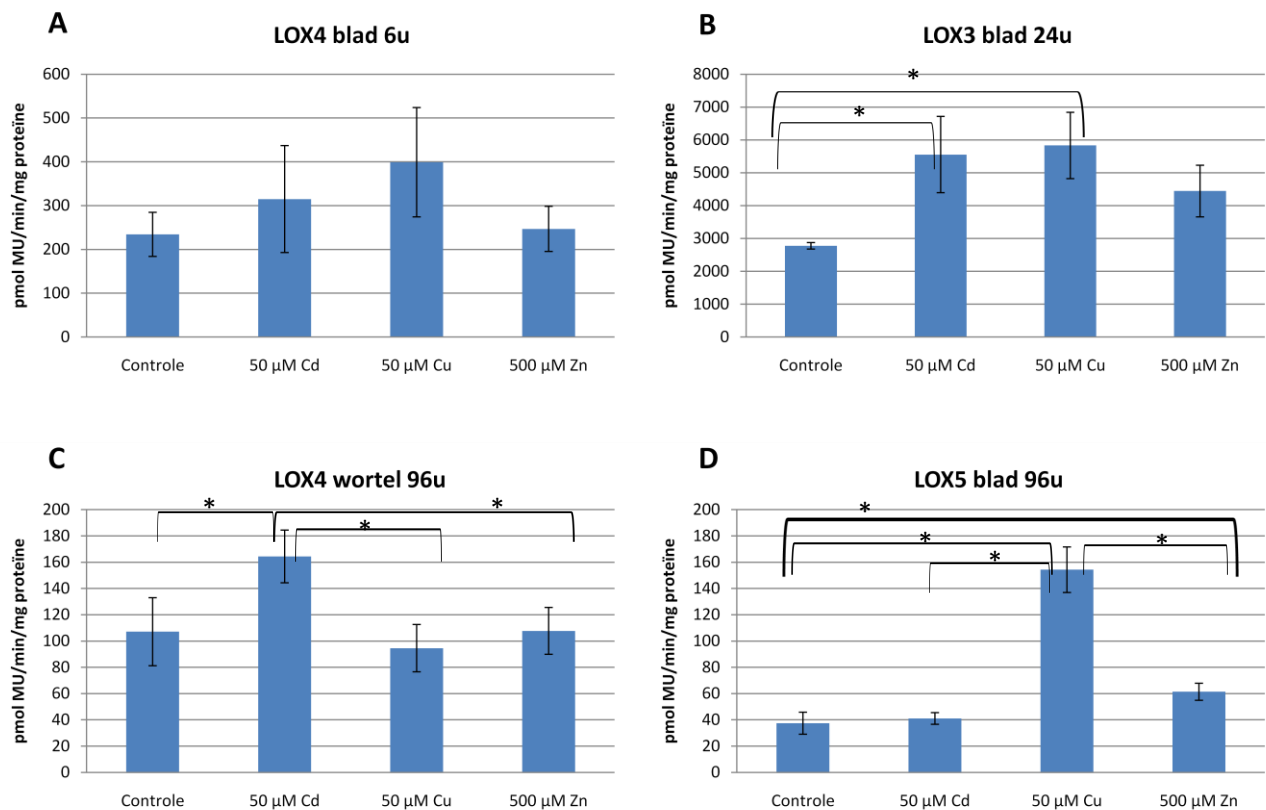 A
LOX4 blad 6u
pmol MU/min/mg proteïne
600
500
400
300
200
100
0
Controle
50 µM Cd
50 µM Cu
500 µM Zn
B
LOX3 blad 24u
pmol MU/min/mg proteïne
8000
7000
6000
5000
4000
3000
2000
1000
0
*
*
Controle
50 µM Cd
50 µM Cu
500 µM Zn
C
LOX4 wortel 96u
pmol MU/min/mg proteïne
200
180
160
140
120
100
80
60
40
20
0
*
*
*
Controle
50 µM Cd
50 µM Cu
500 µM Zn
D
LOX5 blad 96u
pmol MU/min/mg proteïne
200
180
160
140
120
100
80
60
40
20
0
*
*
*
*
Controle
50 µM Cd
50 µM Cu
500 µM Zn